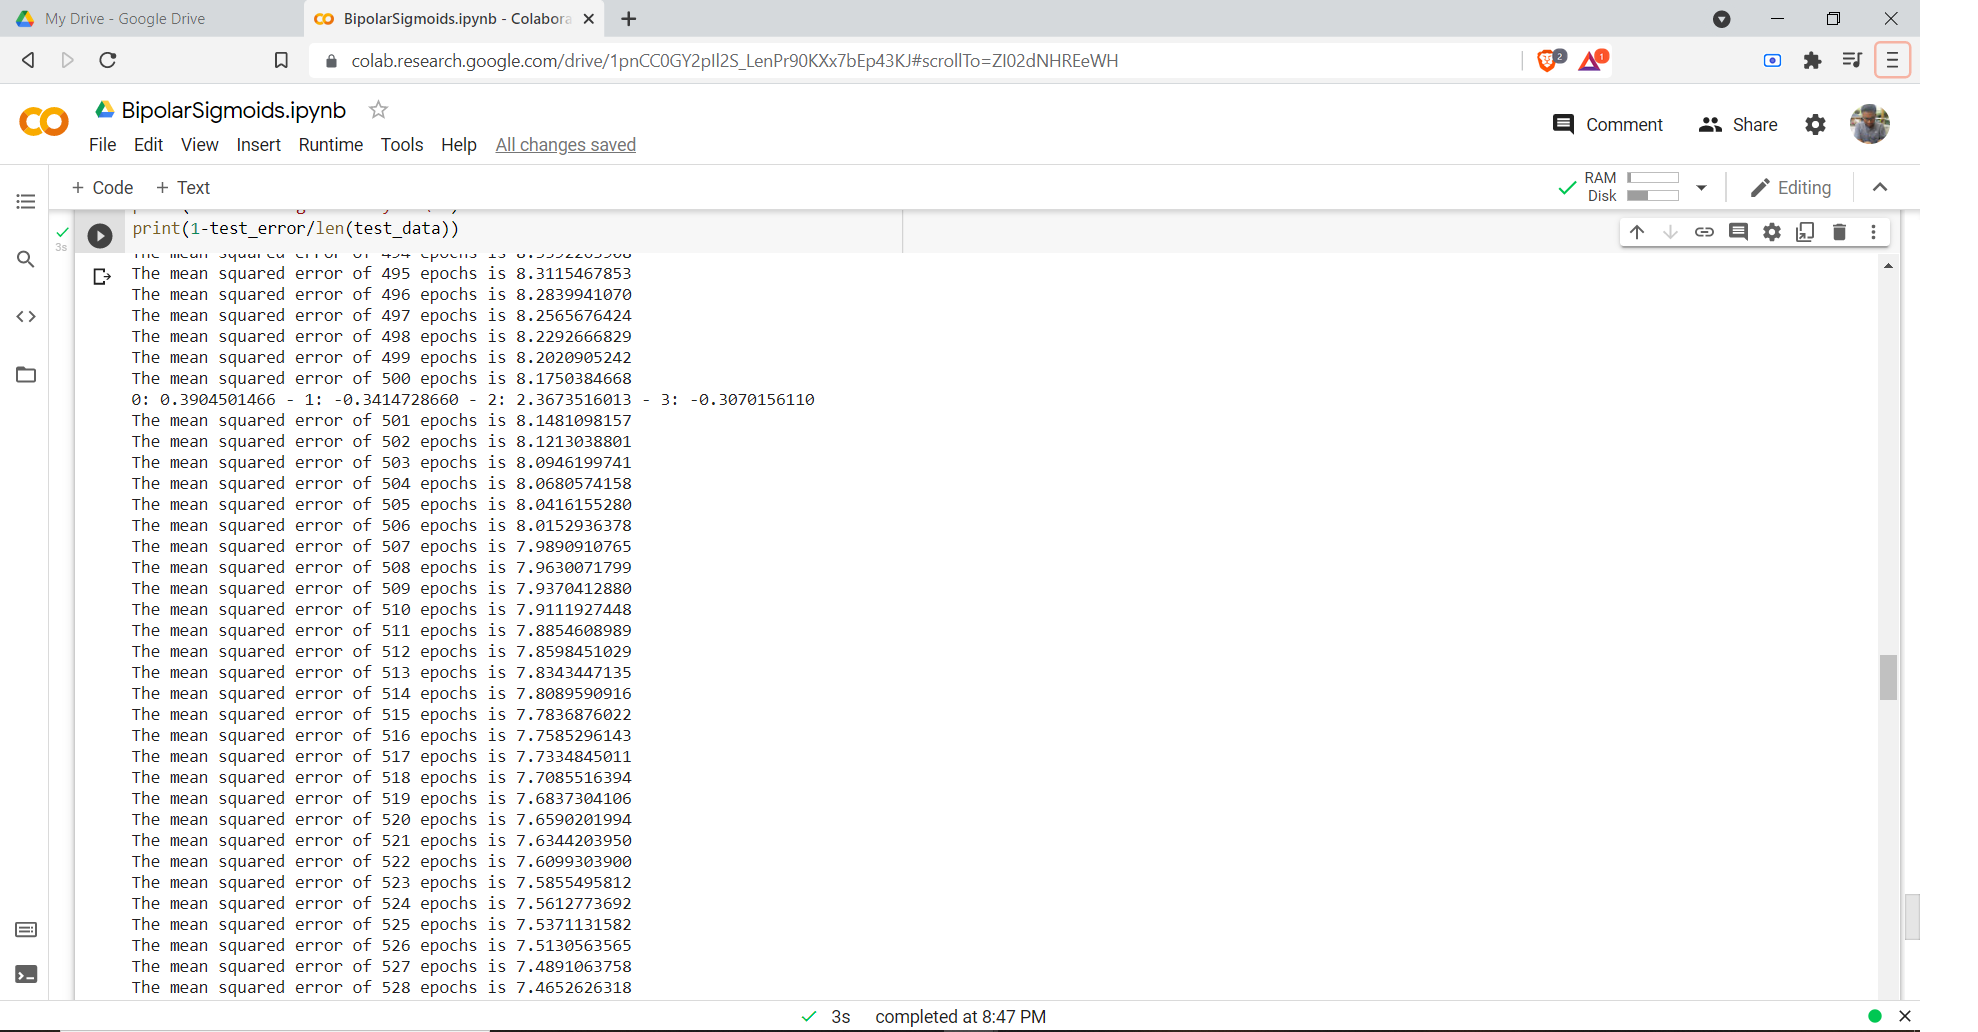 My Drive - Google Drive
BipolarSigmoids.ipynb - Colabora
colab.research.google.com/drive/1pnCC0GY2pIl2S_LenPr90KXx7bEp43KJ#scrollTo=ZI02dNHREeWH
2
1
BipolarSigmoids.ipynb
Comment
Share
File Edit View Insert Runtime Tools Help All changes saved
+ Code + Text
RAM
Disk
Editing
print(1-test_error/len(test_data))
3s
The mean squared error of 494 epochs is
The mean squared error of 495 epochs is 8.3115467853
The mean squared error of 496 epochs is 8.2839941070
The mean squared error of 497 epochs is 8.2565676424
The mean squared error of 498 epochs is 8.2292666829
The mean squared error of 499 epochs is 8.2020905242
The mean squared error of 500 epochs is 8.1750384668
0: 0.3904501466 - 1: -0.3414728660 - 2: 2.3673516013 - 3: -0.3070156110
The mean squared error of 501 epochs is 8.1481098157
The mean squared error of 502 epochs is 8.1213038801
The mean squared error of 503 epochs is 8.0946199741
The mean squared error of 504 epochs is 8.0680574158
The mean squared error of 505 epochs is 8.0416155280
The mean squared error of 506 epochs is 8.0152936378
The mean squared error of 507 epochs is 7.9890910765
The mean squared error of 508 epochs is 7.9630071799
The mean squared error of 509 epochs is 7.9370412880
The mean squared error of 510 epochs is 7.9111927448
The mean squared error of 511 epochs is 7.8854608989
The mean squared error of 512 epochs is 7.8598451029
The mean squared error of 513 epochs is 7.8343447135
The mean squared error of 514 epochs is 7.8089590916
The mean squared error of 515 epochs is 7.7836876022
The mean squared error of 516 epochs is 7.7585296143
The mean squared error of 517 epochs is 7.7334845011
The mean squared error of 518 epochs is 7.7085516394
The mean squared error of 519 epochs is 7.6837304106
The mean squared error of 520 epochs is 7.6590201994
The mean squared error of 521 epochs is 7.6344203950
The mean squared error of 522 epochs is 7.6099303900
The mean squared error of 523 epochs is 7.5855495812
The mean squared error of 524 epochs is 7.5612773692
The mean squared error of 525 epochs is 7.5371131582
The mean squared error of 526 epochs is 7.5130563565
The mean squared error of 527 epochs is 7.4891063758
The mean squared error of 528 epochs is 7.4652626318
3s completed at 8:47 PM